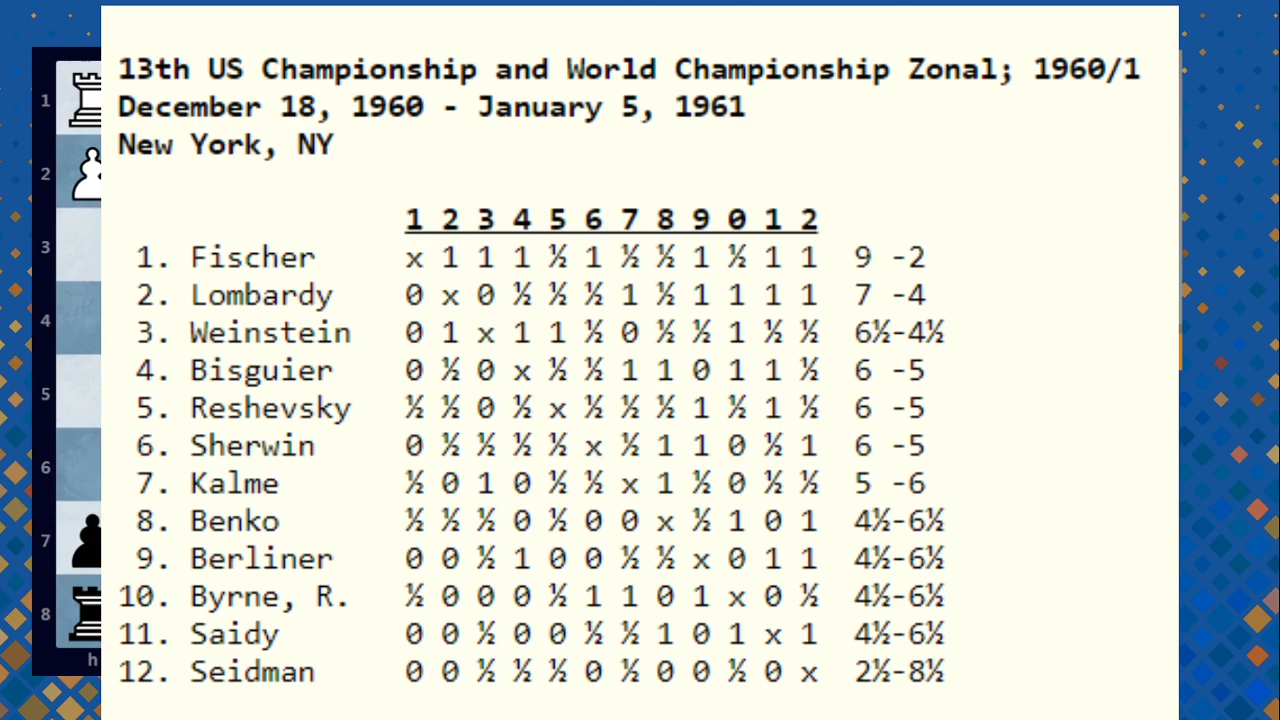 13th US Championship and World Championship Zonal; 1960/1
December 18, 1960 - January 5, 1961
New York, NY
1 2 3 4 5 6 7 8 9 0 1 2
1. Fischer x 1 1 1 ½ 1 ½ ½ 1 ½ 1 1 9 -2
2. Lombardy 0 x 0 ½ ½ ½ 1 ½ 1 1 1 1 7 -4
3. Weinstein 0 1 x 1 1 ½ 0 ½ ½ 1 ½ ½ 6½-4½
4. Bisguier 0 ½ 0 x ½ ½ 1 1 0 1 1 ½ 6 -5
5. Reshevsky ½ ½ 0 ½ x ½ ½ ½ 1 ½ 1 ½ 6 -5
6. Sherwin 0 ½ ½ ½ ½ x ½ 1 1 0 ½ 1 6 -5
7. Kalme ½ 0 1 0 ½ ½ x 1 ½ 0 ½ ½ 5 -6
8. Benko ½ ½ ½ 0 ½ 0 0 x ½ 1 0 1 4½-6½
9. Berliner 0 0 ½ 1 0 0 ½ ½ x 0 1 1 4½-6½
10. Byrne, R. ½ 0 0 0 ½ 1 1 0 1 x 0 ½ 4½-6½
11. Saidy 0 0 ½ 0 0 ½ ½ 1 0 1 x 1 4½-6½
12. Seidman 0 0 ½ ½ ½ 0 ½ 0 0 ½ 0 x 2½-8½
1
2
3
4
5
6
7
8
h